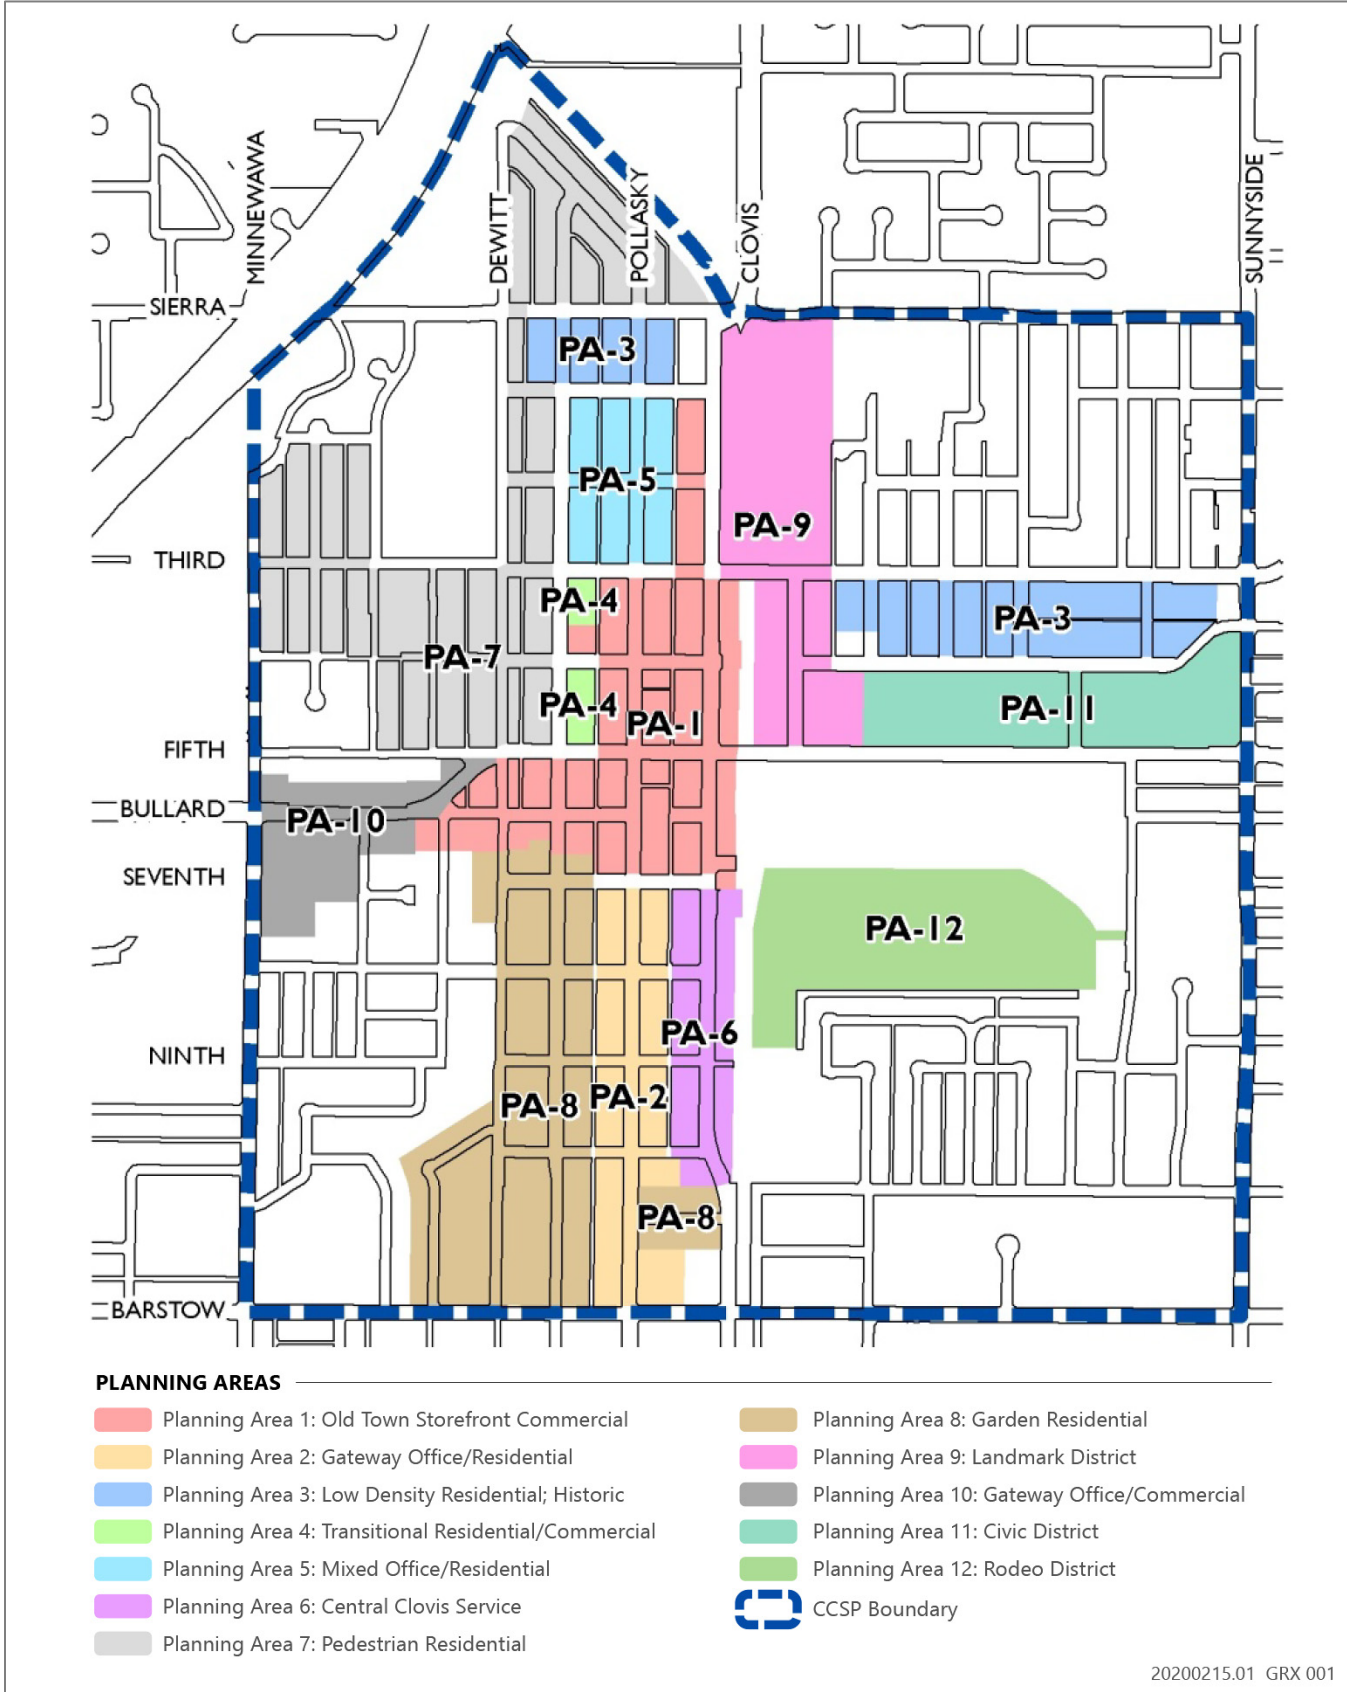 MINNEWAWA
DEWITT
POLLASKY
CLOVIS
SUNNYSIDE
SIERRA
PA-3
PA-5
PA-9
THIRD
PA-4
PA-3
PA-7
PA-4
PA-1
PA-11
FIFTH
BULLARD
PA-10
SEVENTH
PA-12
PA-6
NINTH
PA-8
PA-2
PA-8
BARSTOW
PLANNING AREAS
Planning Area 1: Old Town Storefront Commercial
Planning Area 2: Gateway Office/Residential
Planning Area 3: Low Density Residential; Historic
Planning Area 4: Transitional Residential/Commercial
Planning Area 5: Mixed Office/Residential
Planning Area 6: Central Clovis Service
Planning Area 7: Pedestrian Residential
Planning Area 8: Garden Residential
Planning Area 9: Landmark District
Planning Area 10: Gateway Office/Commercial
Planning Area 11: Civic District
Planning Area 12: Rodeo District
CCSP Boundary
20200215.01 GRX 001